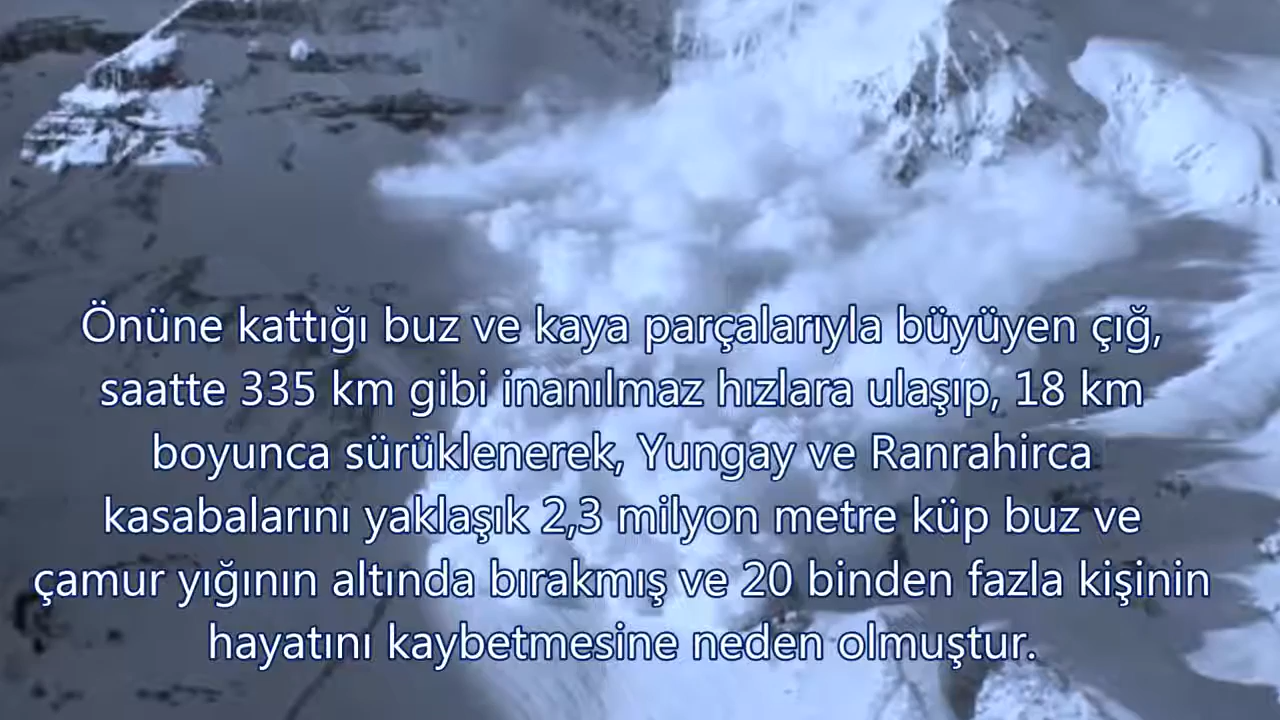 Önüne kattığı buz ve kaya parçalarıyla büyüyen çığ,
saatte 335 km gibi inanılmaz hızlara ulaşıp, 18 km
boyunca sürüklenerek, Yungay ve Ranrahirca
kasabalarını yaklaşık 2,3 milyon metre küp buz ve
çamur yığının altında bırakmış ve 20 binden fazla kişinin
hayatını kaybetmesine neden olmuştur.